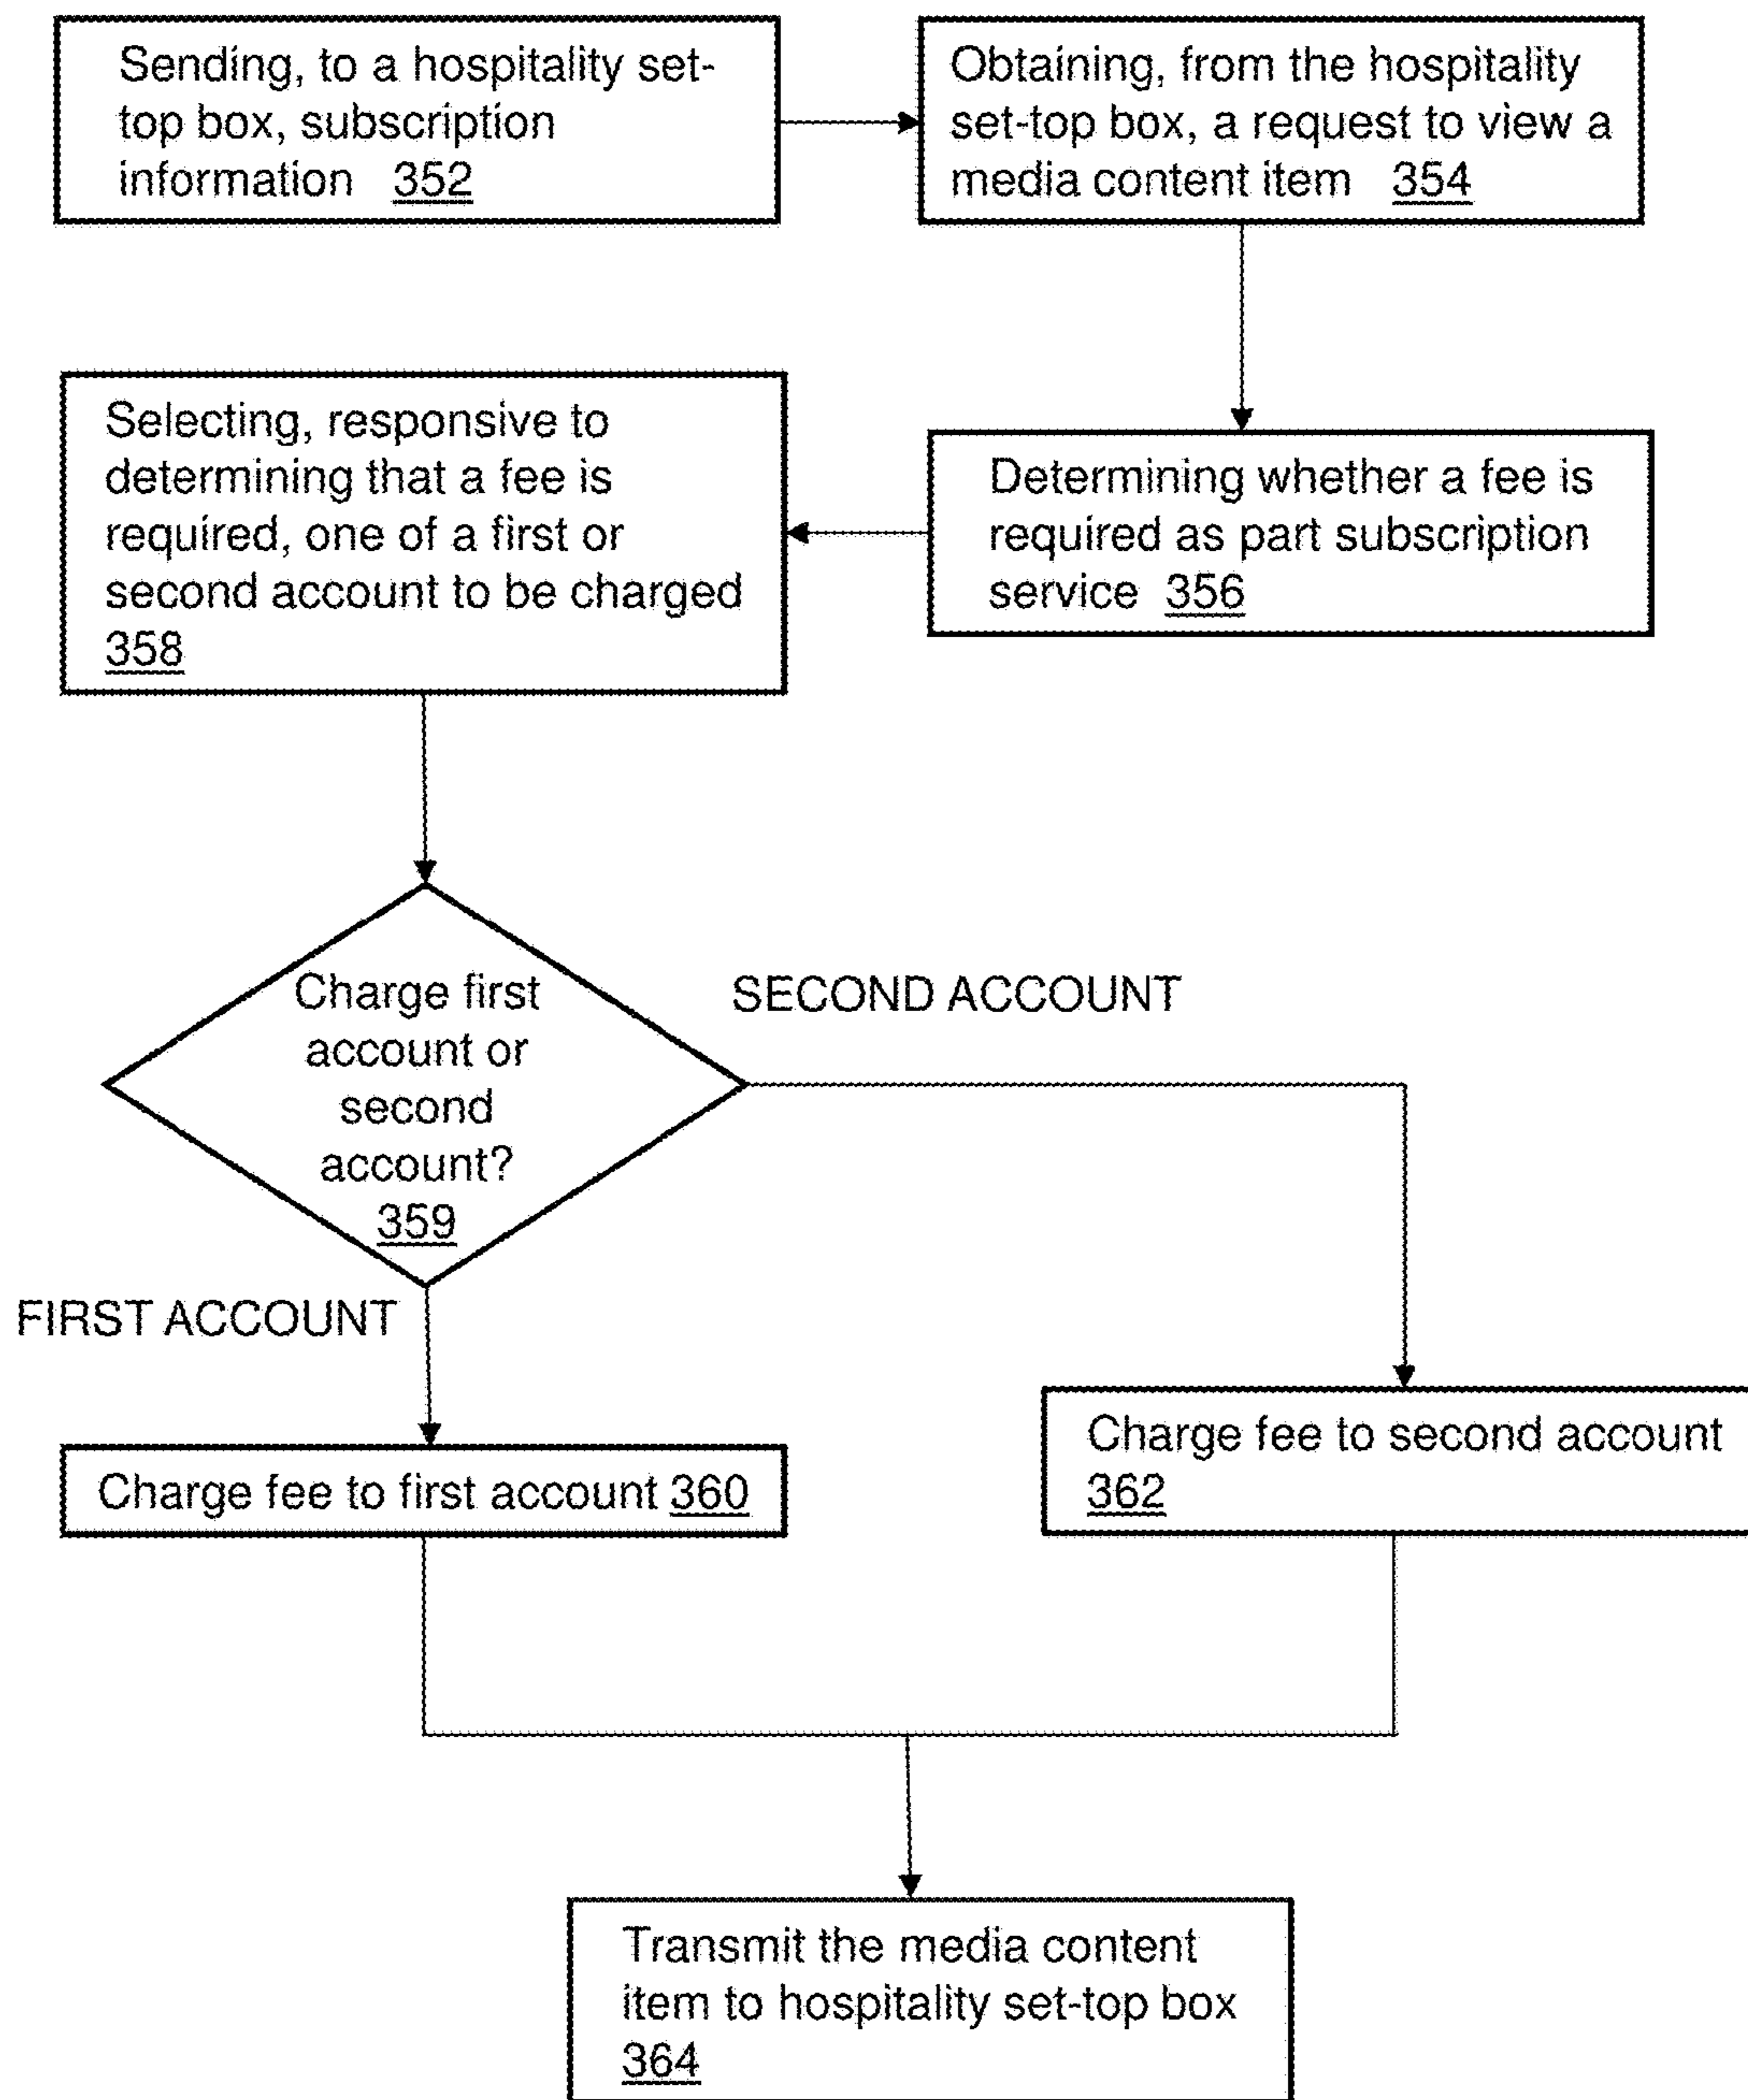 Sending, to a hospitality set-
top box, subscription
information 352
Obtaining, from the hospitality
set-top box, a request to view a
media content item 354
Determining whether a fee is
required as part subscription
service 356
Selecting, responsive to
determining that a fee is
required, one of a first or
second account to be charged
358
Charge first
account or
second
account?
359
SECOND ACCOUNT
FIRST ACCOUNT
Charge fee to first account 360
Charge fee to second account
362
Transmit the media content
item to hospitality set-top box
364